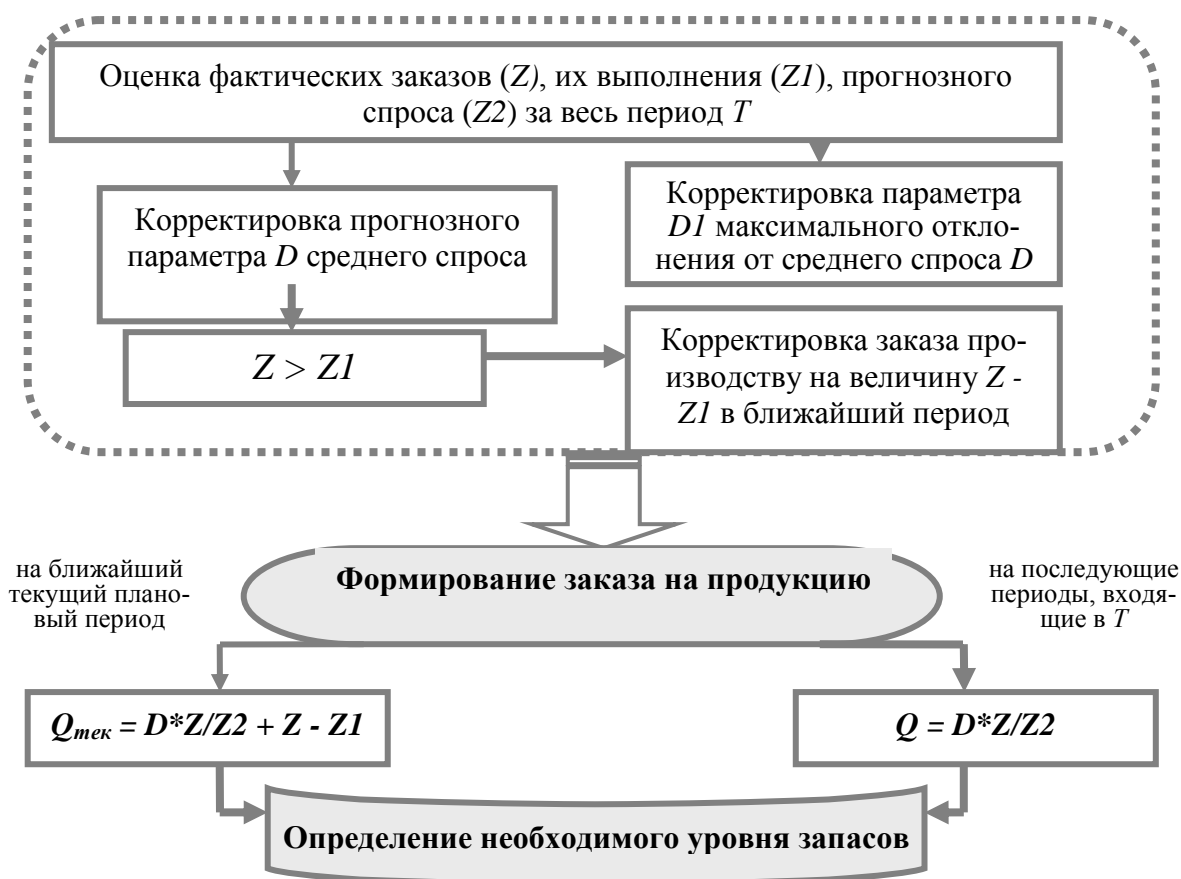 Оценка фактических заказов (Z), их выполнения (Z1), прогнозного
спроса (Z2) за весь период T
Корректировка прогнозного
параметра D среднего спроса
Корректировка параметра
D1 максимального откло-
нения от среднего спроса D
Z > Z1
Корректировка заказа про-
изводству на величину Z -
Z1 в ближайший период
на ближайший
текущий плано-
вый период
Формирование заказа на продукцию
на последующие
периоды, входя-
щие в T
Qтек = D*Z/Z2 + Z - Z1
Q = D*Z/Z2
Определение необходимого уровня запасов